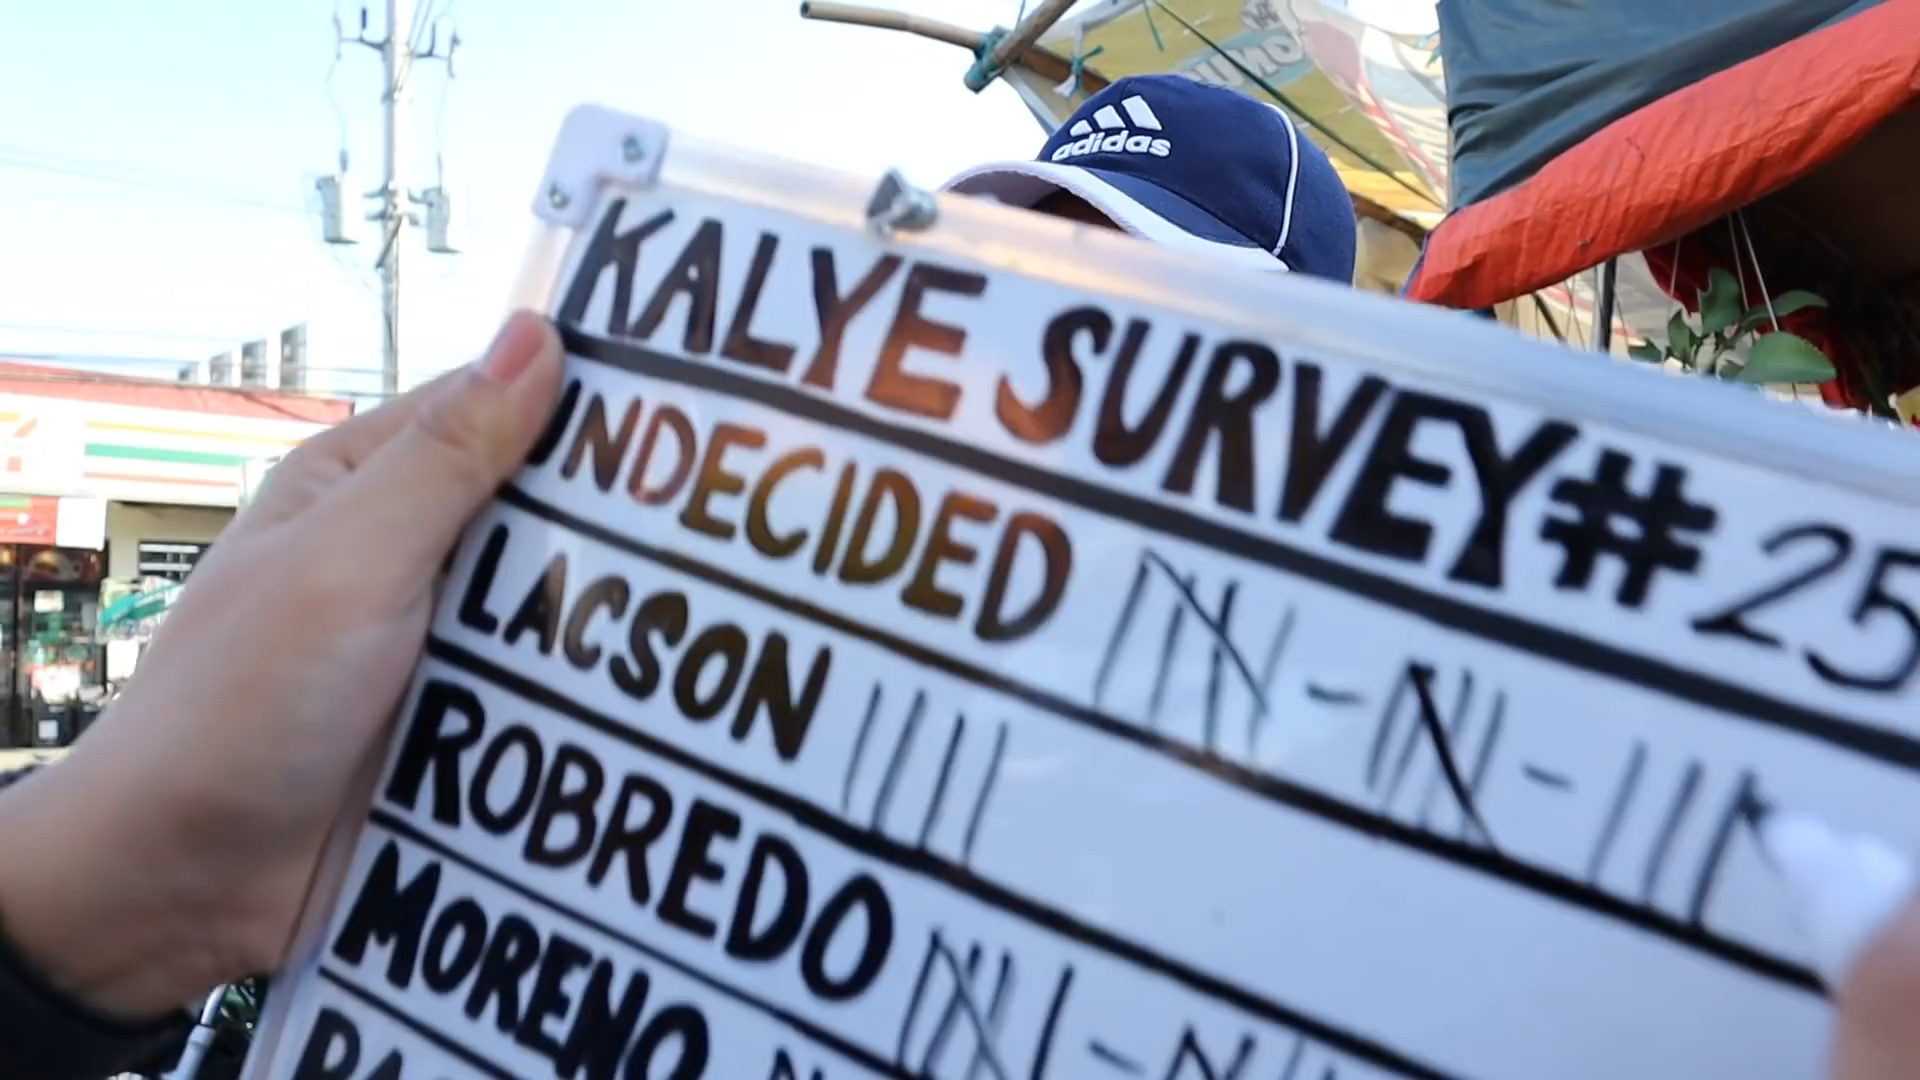 adidas
KALYE SURVEY# 25
UNDECIDED
LACSON
ROBREDO
MORENO